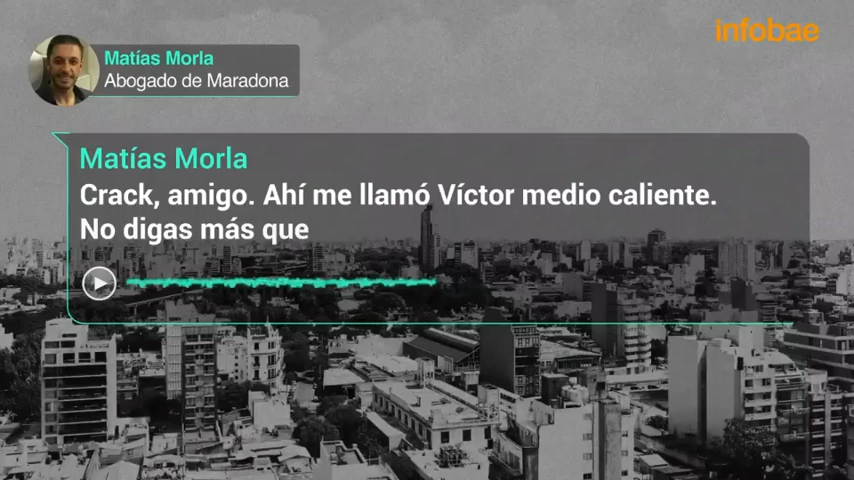 infobae
Matías Morla
Abogado de Maradona
Matías Morla
Crack, amigo. Ahí me llamó Víctor medio caliente.
No digas más que